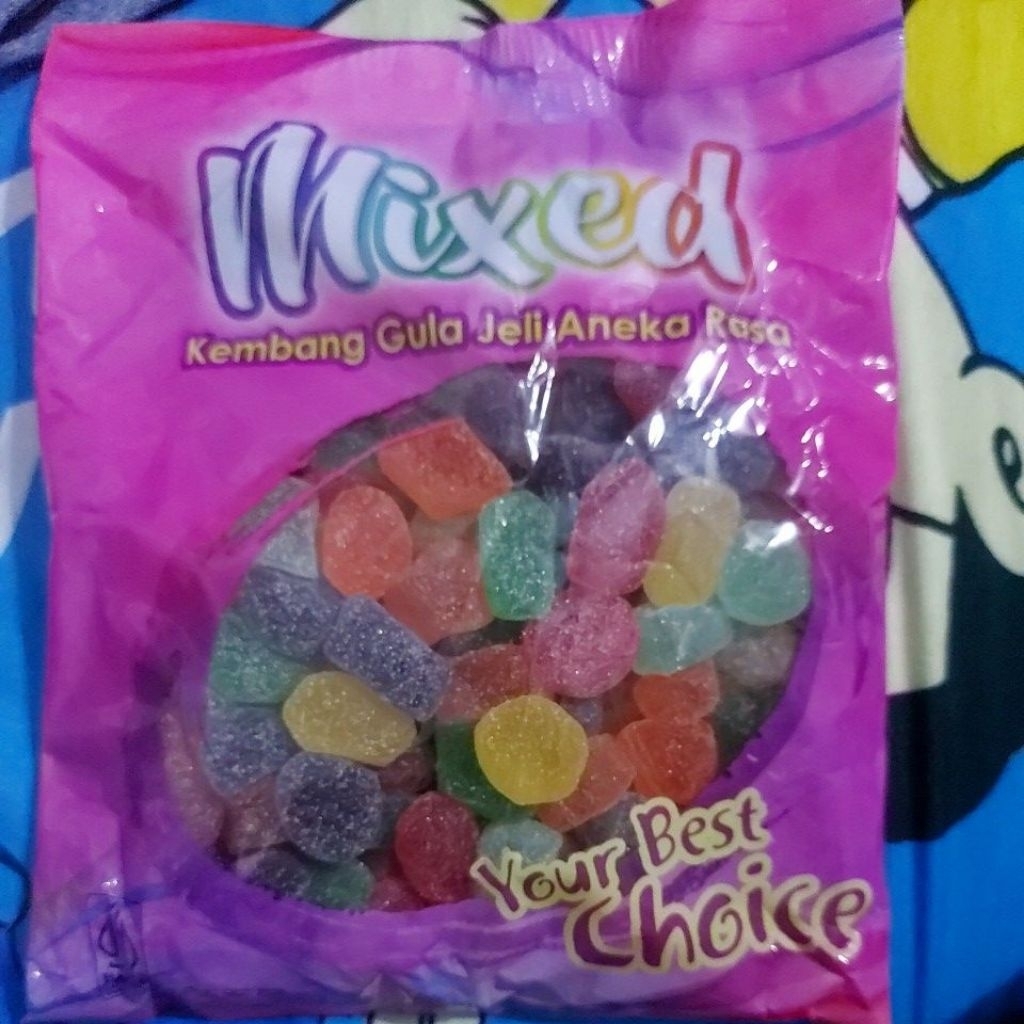 Mixed
Kembang Gula Jeli Aneka Rasa
Your Best
Choice